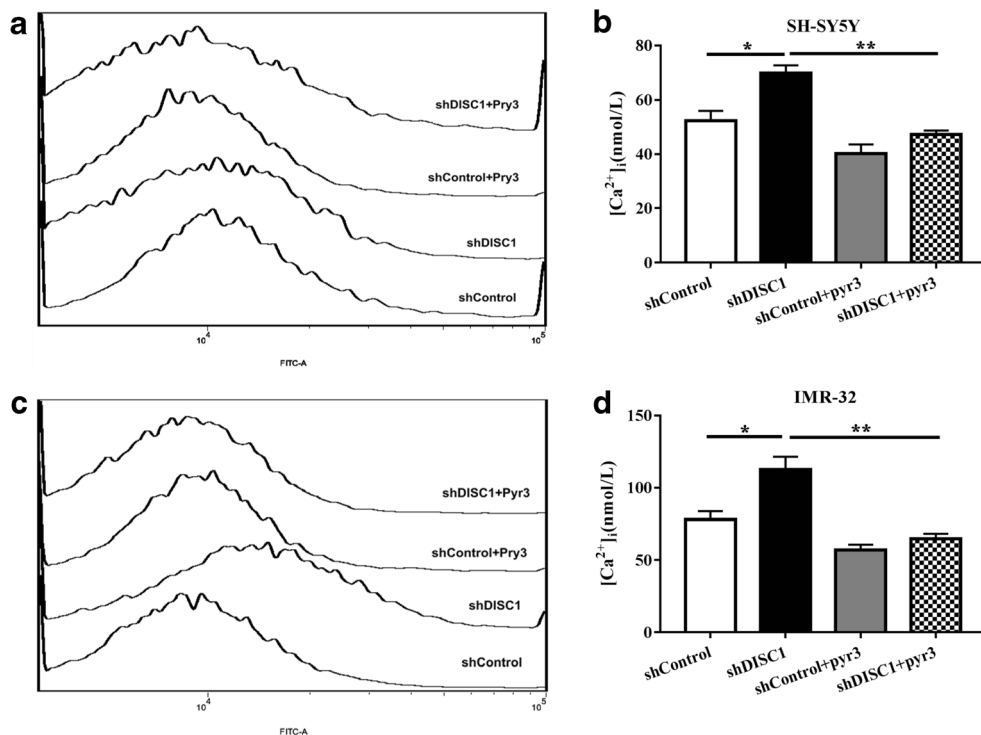 a
shDISC1+Pry3
shControl+Pry3
shDISC1
shControl
10^4
10^5
FITC-A
b
SH-SY5Y
*
**
[Ca²⁺]ᵢ(nmol/L)
80
60
40
20
0
shControl
shDISC1
shControl+pyr3
shDISC1+pyr3
c
shDISC1+Pyr3
shControl+Pry3
shDISC1
shControl
10^4
10^5
FITC-A
d
IMR-32
*
**
[Ca²⁺]ᵢ(nmol/L)
150
100
50
0
shControl
shDISC1
shControl+pyr3
shDISC1+pyr3